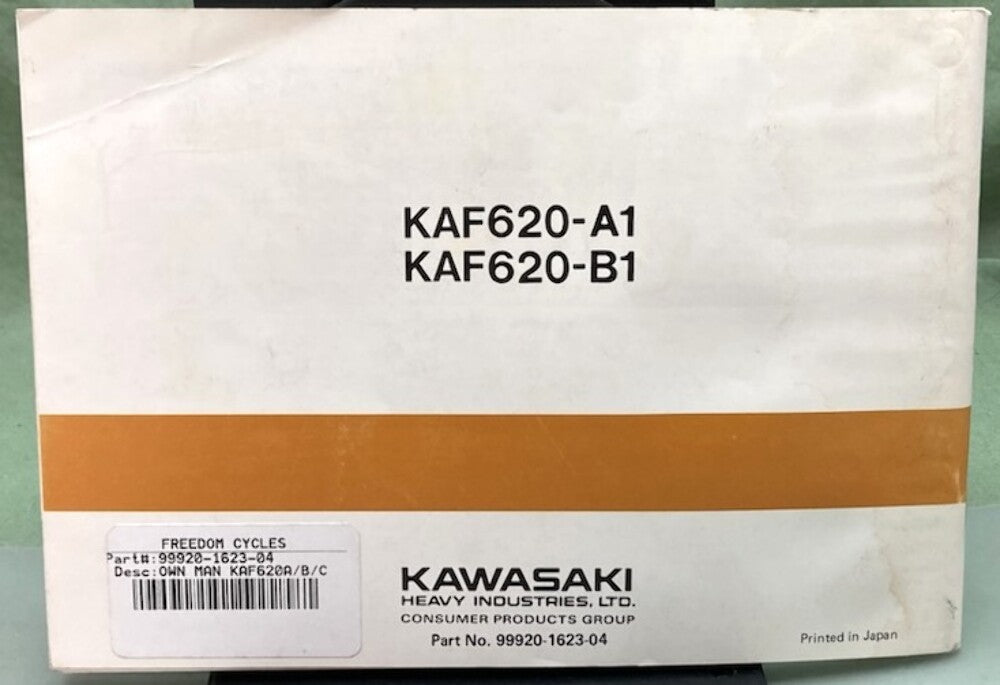 KAF620-A1
KAF620-B1
FREEDOM CYCLES
Part#:99920-1623-04
Desc:OWN MAN KAF620A/B/C
KAWASAKI
HEAVY INDUSTRIES, LTD.
CONSUMER PRODUCTS GROUP
Part No. 99920-1623-04
Printed in Japan